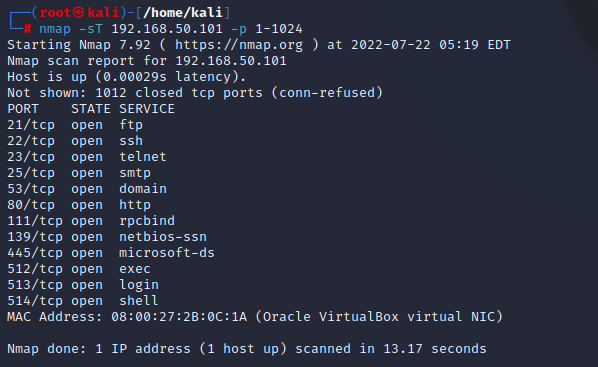 ┌──(root㉿kali)-[/home/kali]
└─# nmap -sT 192.168.50.101 -p 1-1024
Starting Nmap 7.92 ( https://nmap.org ) at 2022-07-22 05:19 EDT
Nmap scan report for 192.168.50.101
Host is up (0.00029s latency).
Not shown: 1012 closed tcp ports (conn-refused)
PORT    STATE SERVICE
21/tcp  open  ftp
22/tcp  open  ssh
23/tcp  open  telnet
25/tcp  open  smtp
53/tcp  open  domain
80/tcp  open  http
111/tcp open  rpcbind
139/tcp open  netbios-ssn
445/tcp open  microsoft-ds
512/tcp open  exec
513/tcp open  login
514/tcp open  shell
MAC Address: 08:00:27:2B:0C:1A (Oracle VirtualBox virtual NIC)

Nmap done: 1 IP address (1 host up) scanned in 13.17 seconds